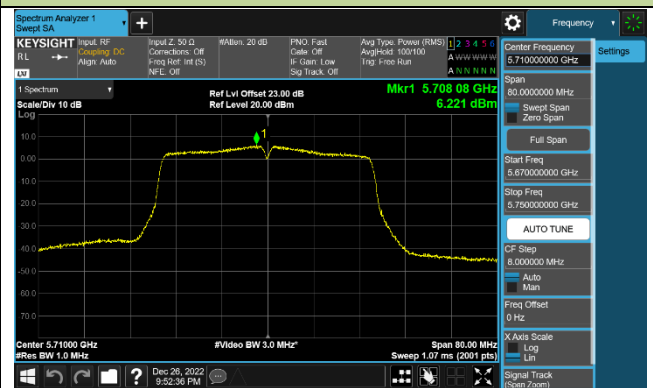 Spectrum Analyzer 1
Swept SA
Frequency
KEYSIGHT
RL
LXI
Input: RF
Coupling: DC
Align: Auto
Input Z: 50 Ω
Corrections: Off
Freq Ref: Int (S)
NFE: Off
#Atten: 20 dB
PNO: Fast
Gate: Off
IF Gain: Low
Sig Track: Off
Avg Type: Power (RMS)
Avg|Hold: 100/100
Trig: Free Run
1 2 3 4 5 6
A W W W W W
A N N N N N
1 Spectrum
Scale/Div 10 dB
Log
Ref Lvl Offset 23.00 dB
Ref Level 20.00 dBm
Mkr1 5.708 08 GHz
6.221 dBm
1
10.0
0.00
-10.0
-20.0
-30.0
-40.0
-50.0
-60.0
-70.0
Center 5.71000 GHz
#Res BW 1.0 MHz
#Video BW 3.0 MHz*
Span 80.00 MHz
Sweep 1.07 ms (2001 pts)
Dec 26, 2022
9:52:36 PM
Center Frequency
5.710000000 GHz
Settings
Span
80.0000000 MHz
Swept Span
Zero Span
Full Span
Start Freq
5.670000000 GHz
Stop Freq
5.750000000 GHz
AUTO TUNE
CF Step
8.000000 MHz
Auto
Man
Freq Offset
0 Hz
X Axis Scale
Log
Lin
Signal Track
(Span Zoom)